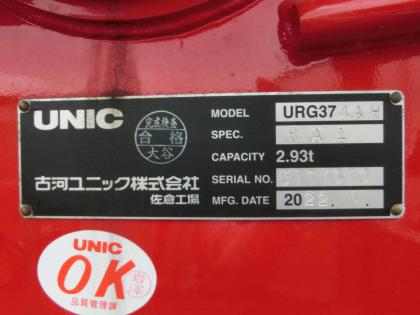 UNIC
完成検査
合格
大谷
古河ユニック株式会社
佐倉工場
MODEL URG374AH
SPEC. RA1
CAPACITY 2.93t
SERIAL NO.
MFG. DATE 2022.
UNIC
OK
品質管理課